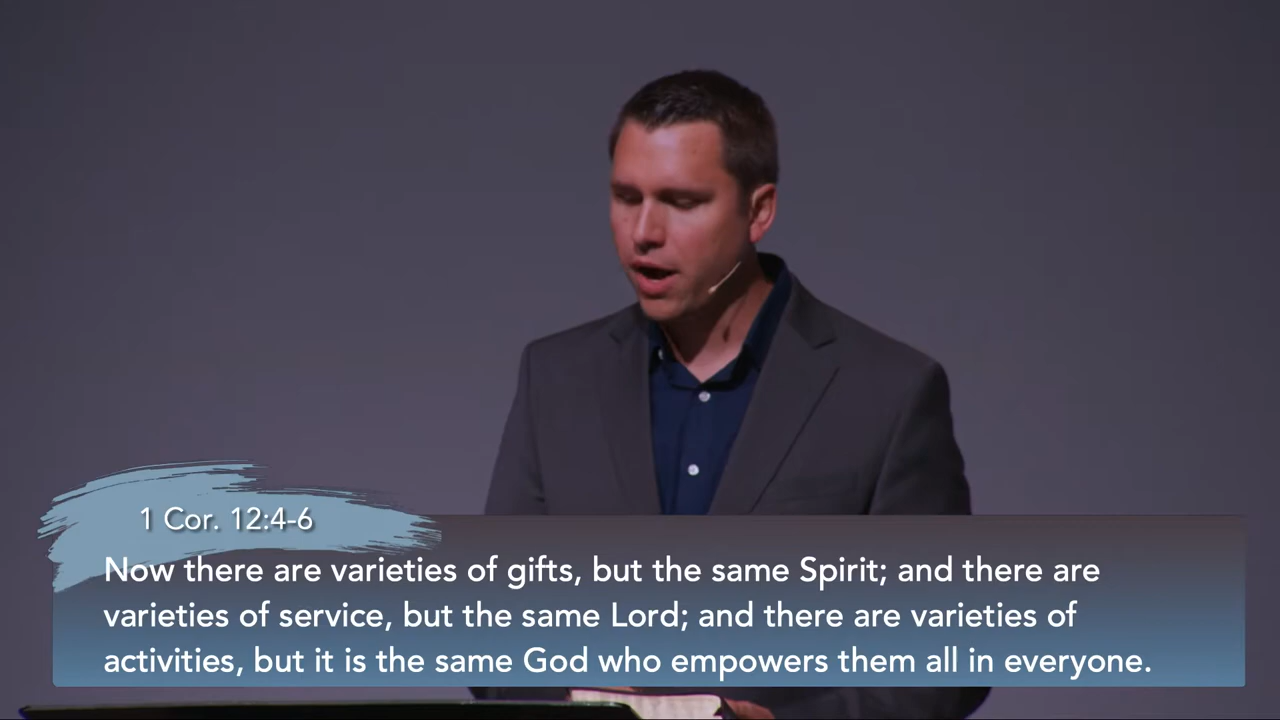 1 Cor. 12:4-6
Now there are varieties of gifts, but the same Spirit; and there are
varieties of service, but the same Lord; and there are varieties of
activities, but it is the same God who empowers them all in everyone.